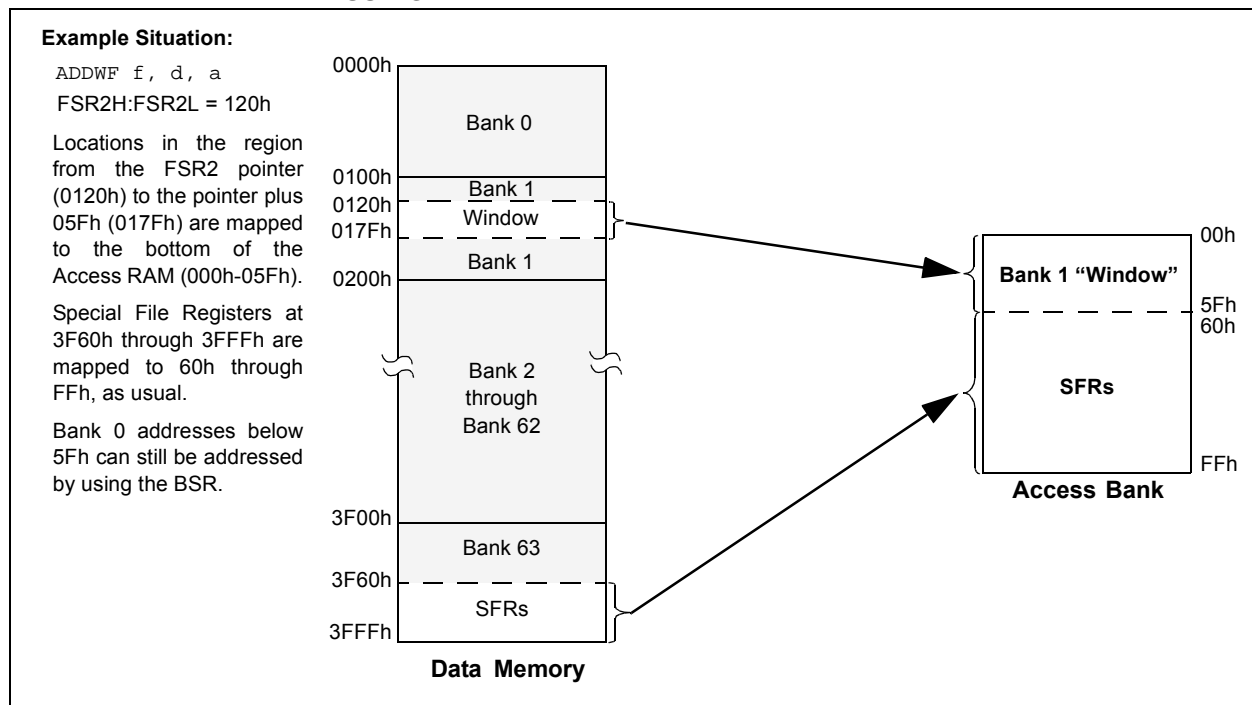 Example Situation:
ADDWF f, d, a
FSR2H:FSR2L = 120h
Locations in the region
from the FSR2 pointer
(0120h) to the pointer plus
05Fh (017Fh) are mapped
to the bottom of the
Access RAM (000h-05Fh).
Special File Registers at
3F60h through 3FFFh are
mapped to 60h through
FFh, as usual.
Bank 0 addresses below
5Fh can still be addressed
by using the BSR.
0000h
Bank 0
0100h
Bank 1
0120h
Window
017Fh
Bank 1
0200h
Bank 2
through
Bank 62
3F00h
Bank 63
3F60h
SFRs
3FFFh
Data Memory
00h
Bank 1 “Window”
5Fh
60h
SFRs
FFh
Access Bank